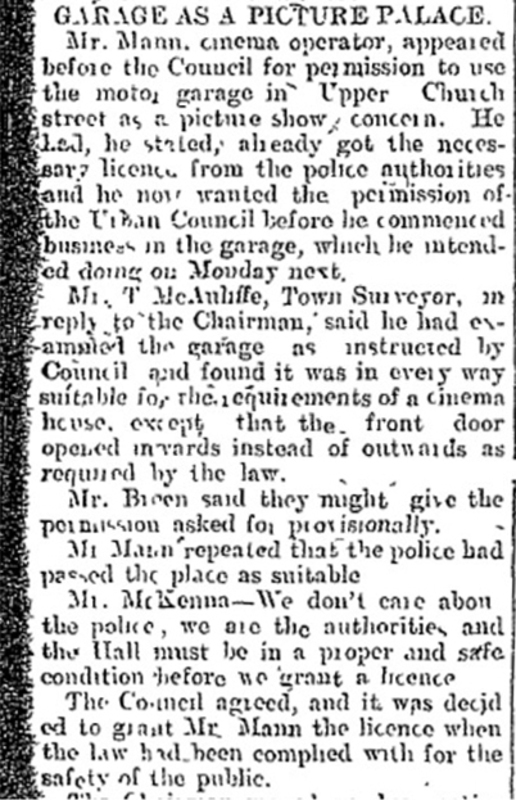 GARAGE AS A PICTURE PALACE.
Mr. Mann, cinema operator, appeared
before the Council for permission to use
the motor garage in Upper Church
street as a picture show concern. He
had, he stated, already got the neces-
sary licence from the police authorities
and he now wanted the permission of
the Urban Council before he commenced
business in the garage, which he intend-
ed doing on Monday next.
Mr. T McAuliffe, Town Surveyor, in
reply to the Chairman, said he had ex-
amined the garage as instructed by
Council and found it was in every way
suitable for the requirements of a cinema
house, except that the front door
opened inwards instead of outwards as
required by the law.
Mr. Breen said they might give the
permission asked for provisionally.
Mr Mann repeated that the police had
passed the place as suitable
Mr. McKenna—We don't care abou
the police, we are the authorities and
the Hall must be in a proper and safe
condition before we grant a licence
The Council agreed, and it was decid
ed to grant Mr. Mann the licence when
the law had been complied with for the
safety of the public.